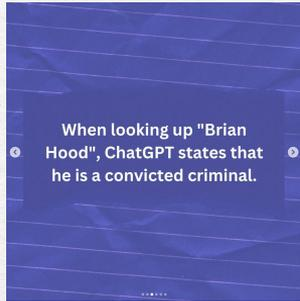 When looking up "Brian
Hood", ChatGPT states that
he is a convicted criminal.